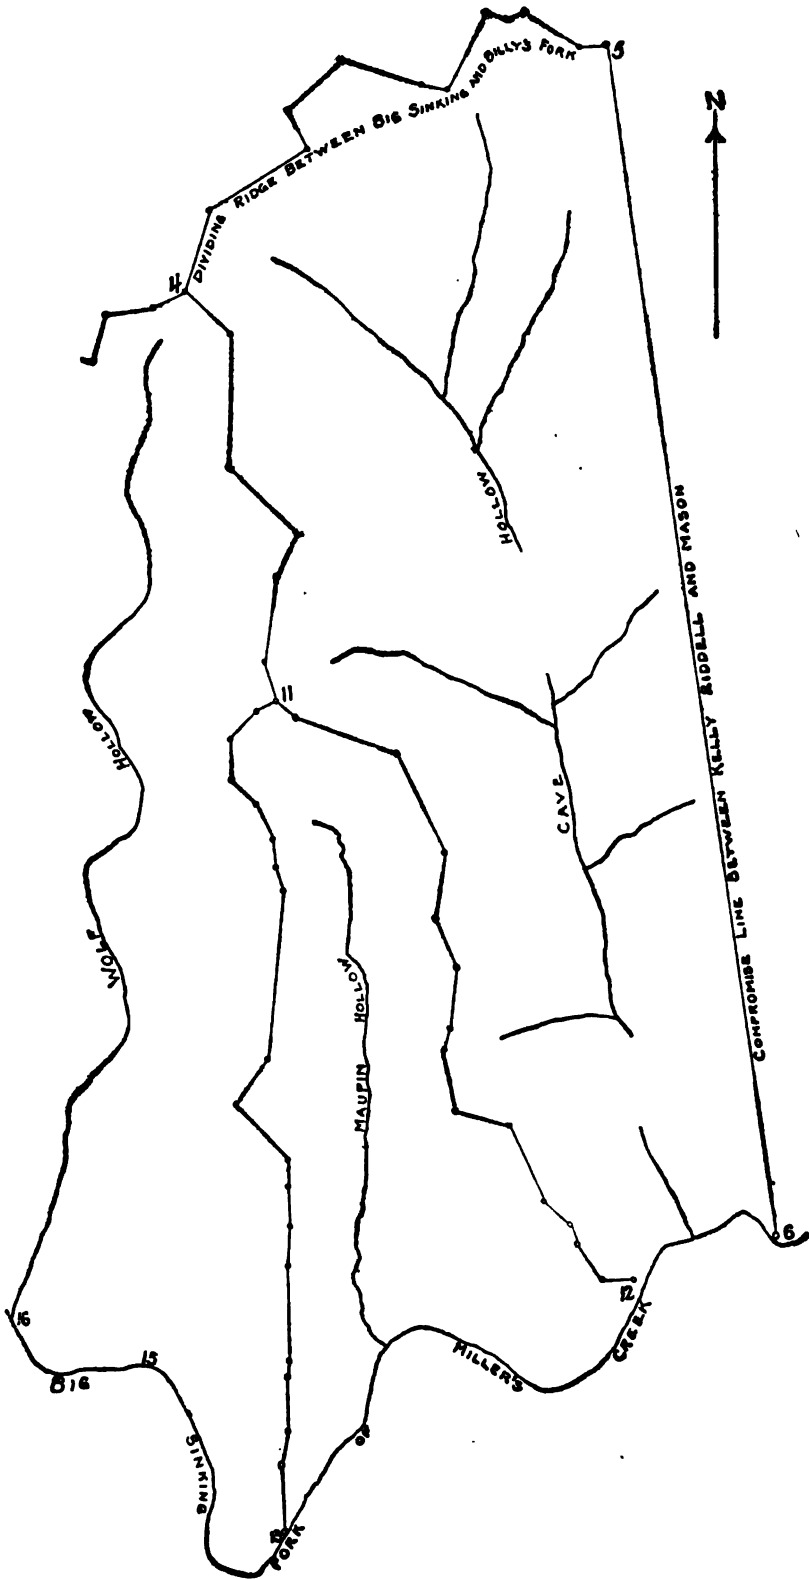 5
N
DIVIDING RIDGE BETWEEN BIG SINKING AND BILLYS FORK
4
HOLLOW
COMPROMISE LINE BETWEEN KELLY RIDDELL AND MASON
11
HOLLOW
CAVE
WOLF
MAUPIN HOLLOW
6
12
16
15
BIG
SINKING
FORK
OF
MILLER'S
CREEK